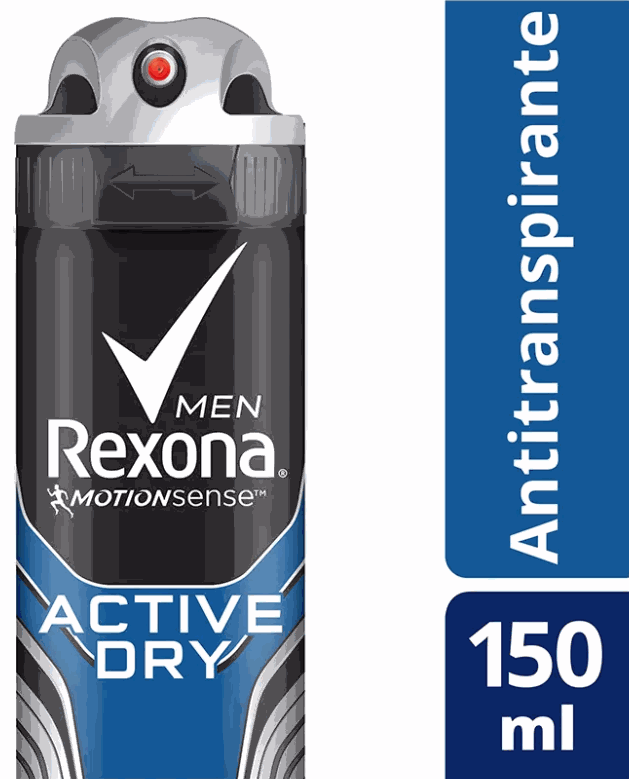 MEN
Rexona®
MOTIONsense™
ACTIVE
DRY
Antitranspirante
150
ml